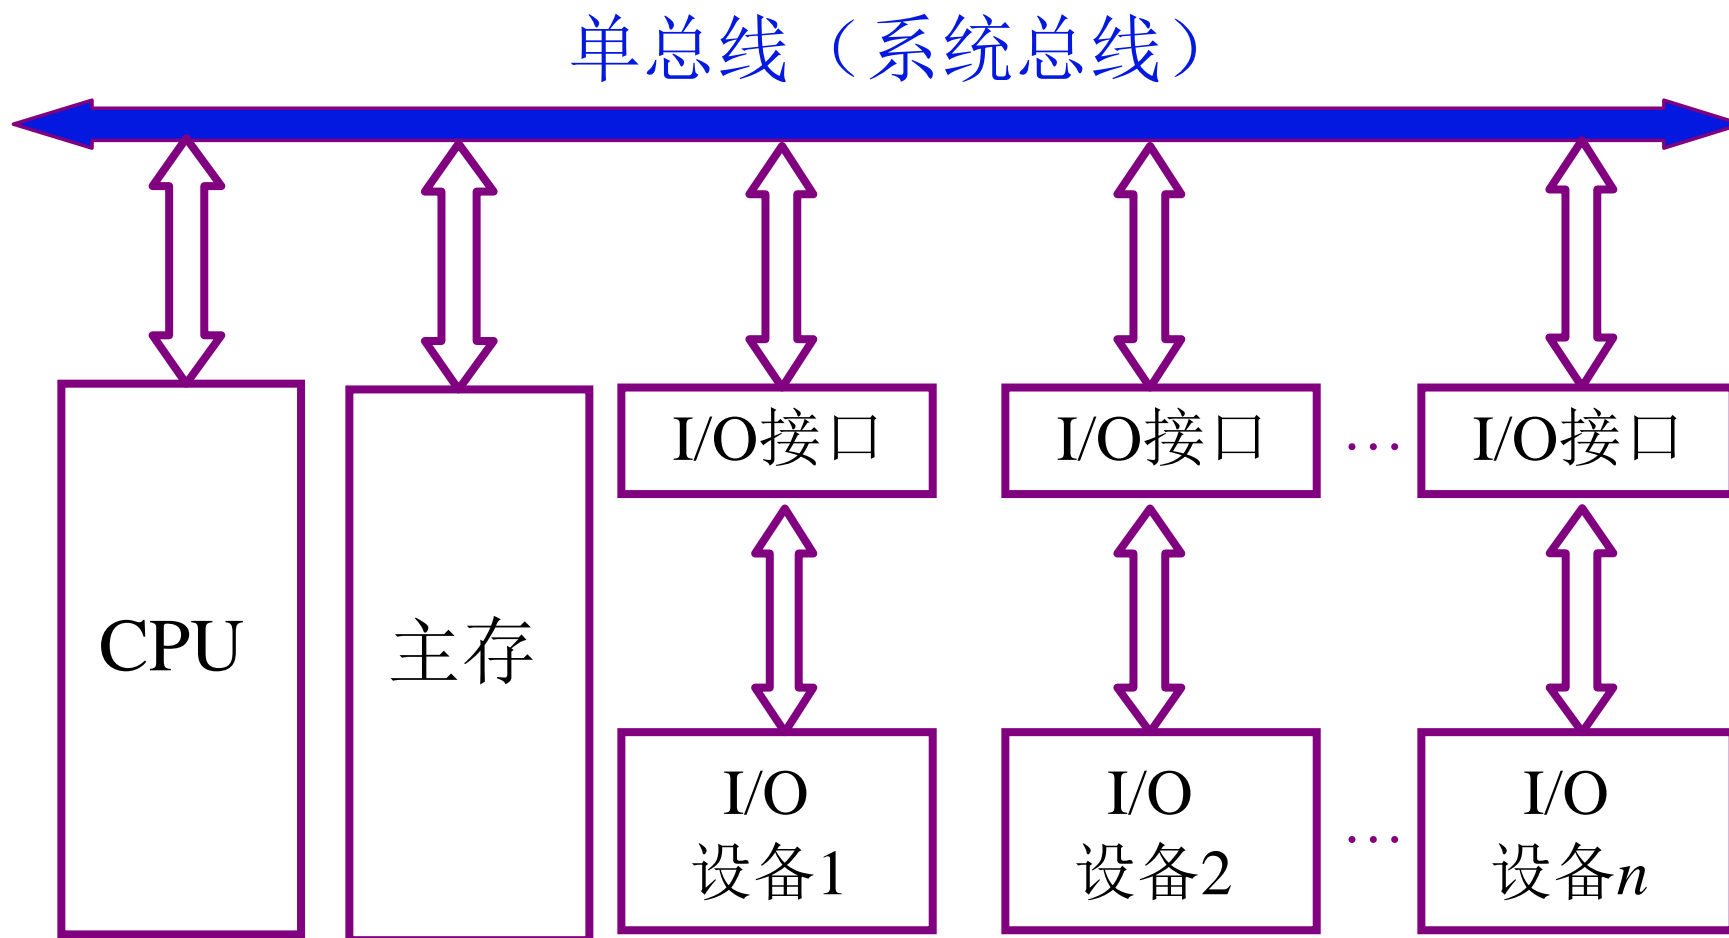 单总线（系统总线）
CPU
主存
I/O接口
I/O接口
…
I/O接口
I/O
设备1
I/O
设备2
…
I/O
设备n